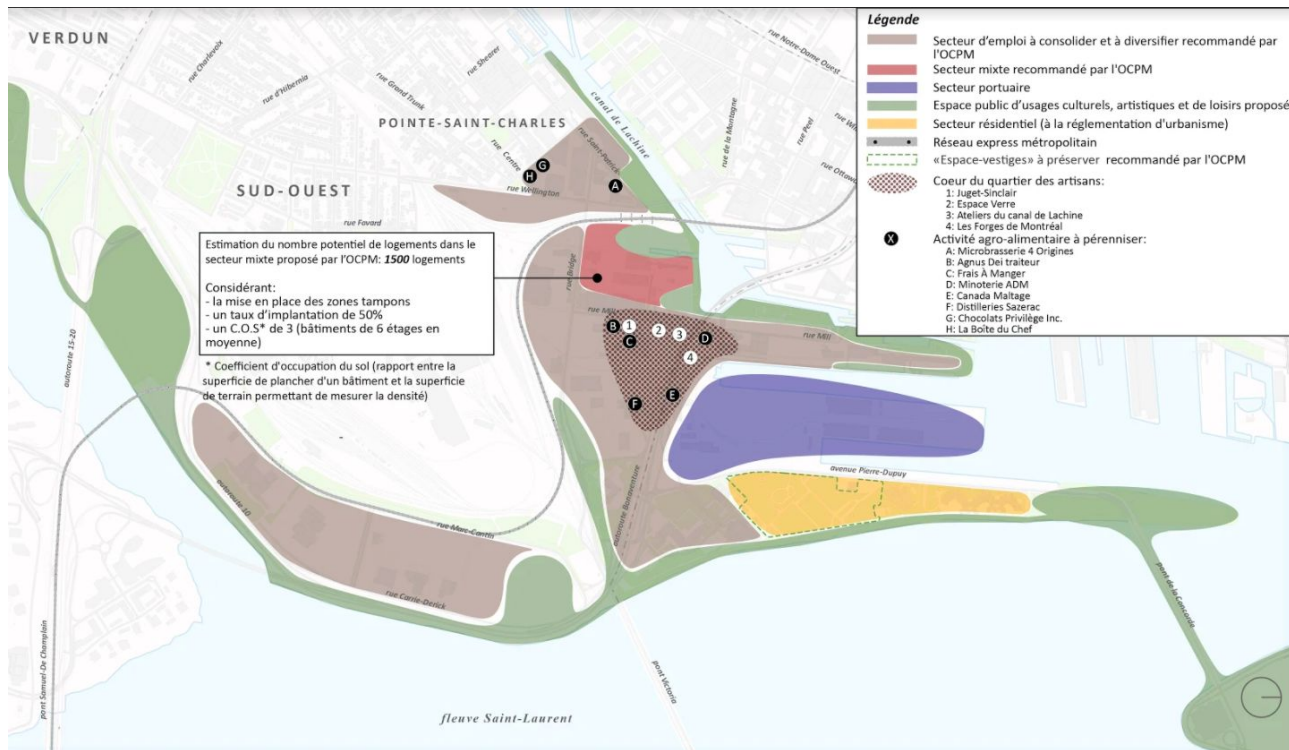 VERDUN
SUD-OUEST
POINTE-SAINT-CHARLES
rue Charlevoix
rue d'Hibernia
rue Grand Trunk
rue Shearer
rue Centre
rue Saint-Patrick
canal de Lachine
rue Notre-Dame Ouest
rue de la Montagne
rue Peel
rue Ottawa
rue Wellington
rue Favard
G
H
A
Estimation du nombre potentiel de logements dans le
secteur mixte proposé par l'OCPM: 1500 logements
Considérant:
- la mise en place des zones tampons
- un taux d'implantation de 50%
- un C.O.S* de 3 (bâtiments de 6 étages en
moyenne)
* Coefficient d'occupation du sol (rapport entre la
superficie de plancher d'un bâtiment et la superficie
de terrain permettant de mesurer la densité)
rue Bridge
rue Mill
B
1
C
2
3
D
4
E
F
rue Mill
autoroute 15-20
autoroute 10
rue Marc-Cantin
rue Carrie-Derick
autoroute Bonaventure
avenue Pierre-Dupuy
pont de la Concorde
pont Victoria
pont Samuel-De Champlain
fleuve Saint-Laurent
Légende
Secteur d'emploi à consolider et à diversifier recommandé par
l'OCPM
Secteur mixte recommandé par l'OCPM
Secteur portuaire
Espace public d'usages culturels, artistiques et de loisirs proposé
Secteur résidentiel (à la réglementation d'urbanisme)
Réseau express métropolitain
«Espace-vestiges» à préserver recommandé par l'OCPM
Coeur du quartier des artisans:
1: Juget-Sinclair
2: Espace Verre
3: Ateliers du canal de Lachine
4: Les Forges de Montréal
X
Activité agro-alimentaire à pérenniser:
A: Microbrasserie 4 Origines
B: Agnus Dei traiteur
C: Frais À Manger
D: Minoterie ADM
E: Canada Maltage
F: Distilleries Sazerac
G: Chocolats Privilège Inc.
H: La Boîte du Chef